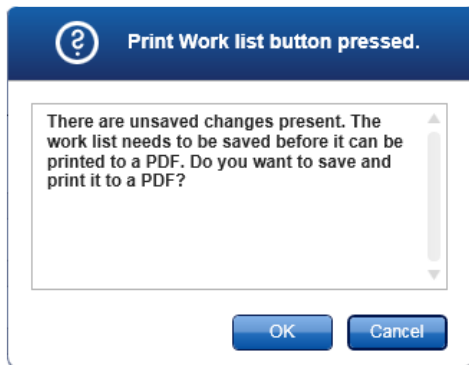 Print Work list button pressed.
There are unsaved changes present. The
work list needs to be saved before it can be
printed to a PDF. Do you want to save and
print it to a PDF?
OK
Cancel